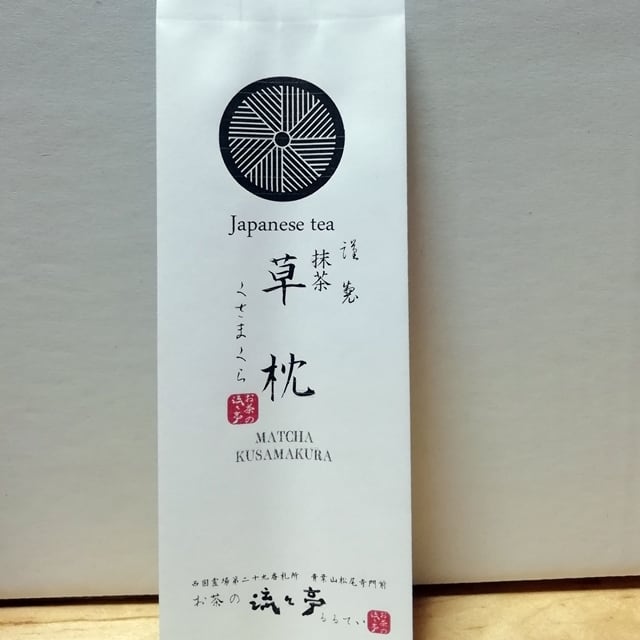 Japanese tea
謹製
抹茶
草枕
くさまくら
お茶の
流々亭
MATCHA
KUSAMAKURA
西国霊場第二十九番札所 青葉山松尾寺門前
お茶の 流々亭 るるてい
お茶の
流々亭